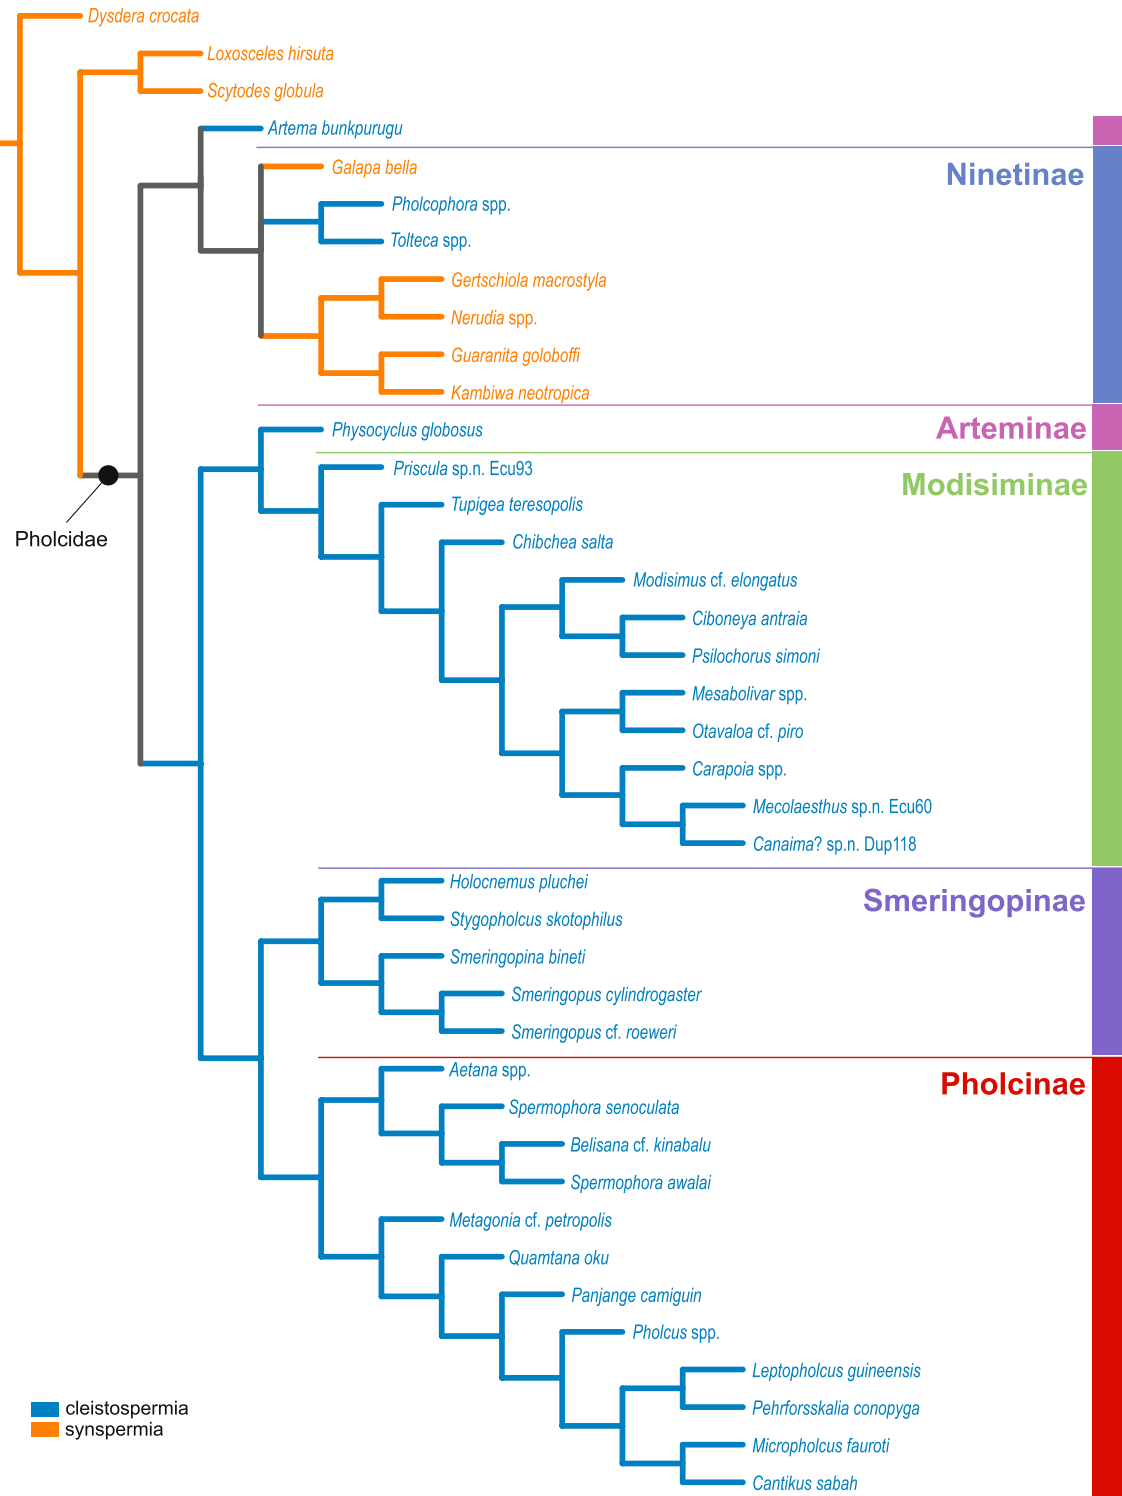 Dysdera crocata
Loxosceles hirsuta
Scytodes globula
Artema bunkpurugu
Galapa bella
Ninetinae
Pholcophora spp.
Tolteca spp.
Gertschiola macrostyla
Nerudia spp.
Guaranita goloboffi
Kambiwa neotropica
Physocyclus globosus
Arteminae
Priscula sp.n. Ecu93
Modisiminae
Tupigea teresopolis
Pholcidae
Chibchea salta
Modisimus cf. elongatus
Ciboneya antraia
Psilochorus simoni
Mesabolivar spp.
Otavaloa cf. piro
Carapoia spp.
Mecolaesthus sp.n. Ecu60
Canaima? sp.n. Dup118
Holocnemus pluchei
Smeringopinae
Stygopholcus skotophilus
Smeringopina bineti
Smeringopus cylindrogaster
Smeringopus cf. roeweri
Aetana spp.
Pholcinae
Spermophora senoculata
Belisana cf. kinabalu
Spermophora awalai
Metagonia cf. petropolis
Quamtana oku
Panjange camiguin
Pholcus spp.
Leptopholcus guineensis
Pehrforsskalia conopyga
Micropholcus fauroti
Cantikus sabah
cleistospermia
synspermia